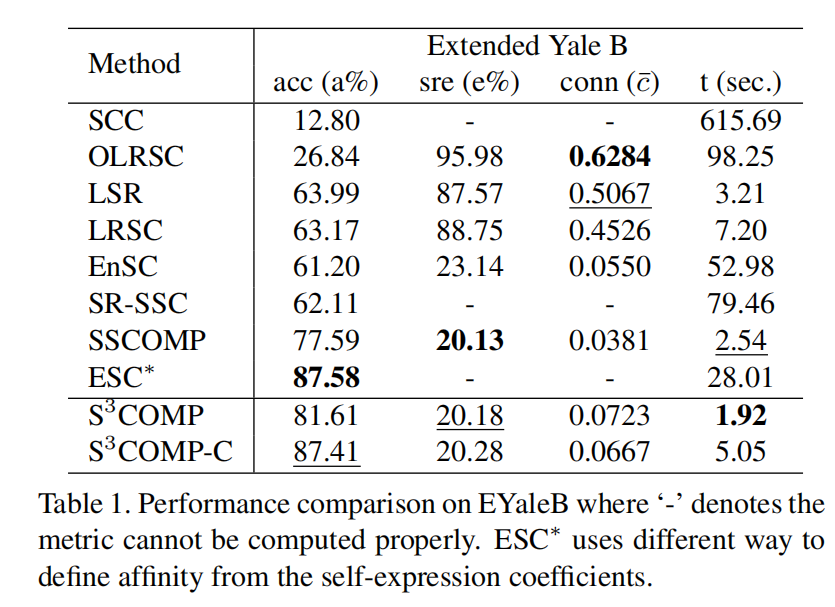 Method Extended Yale B
acc (a%) sre (e%) conn (c̄) t (sec.)
SCC 12.80 - - 615.69
OLRSC 26.84 95.98 0.6284 98.25
LSR 63.99 87.57 0.5067 3.21
LRSC 63.17 88.75 0.4526 7.20
EnSC 61.20 23.14 0.0550 52.98
SR-SSC 62.11 - - 79.46
SSCOMP 77.59 20.13 0.0381 2.54
ESC* 87.58 - - 28.01
S³COMP 81.61 20.18 0.0723 1.92
S³COMP-C 87.41 20.28 0.0667 5.05
Table 1. Performance comparison on EYaleB where ‘-’ denotes the
metric cannot be computed properly. ESC* uses different way to
define affinity from the self-expression coefficients.